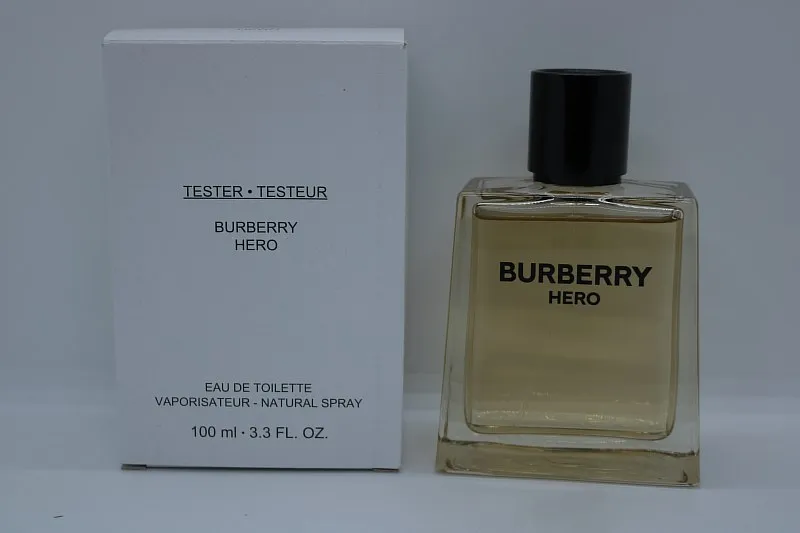 TESTER • TESTEUR
BURBERRY
HERO
EAU DE TOILETTE
VAPORISATEUR - NATURAL SPRAY
100 ml • 3.3 FL. OZ.
BURBERRY
HERO